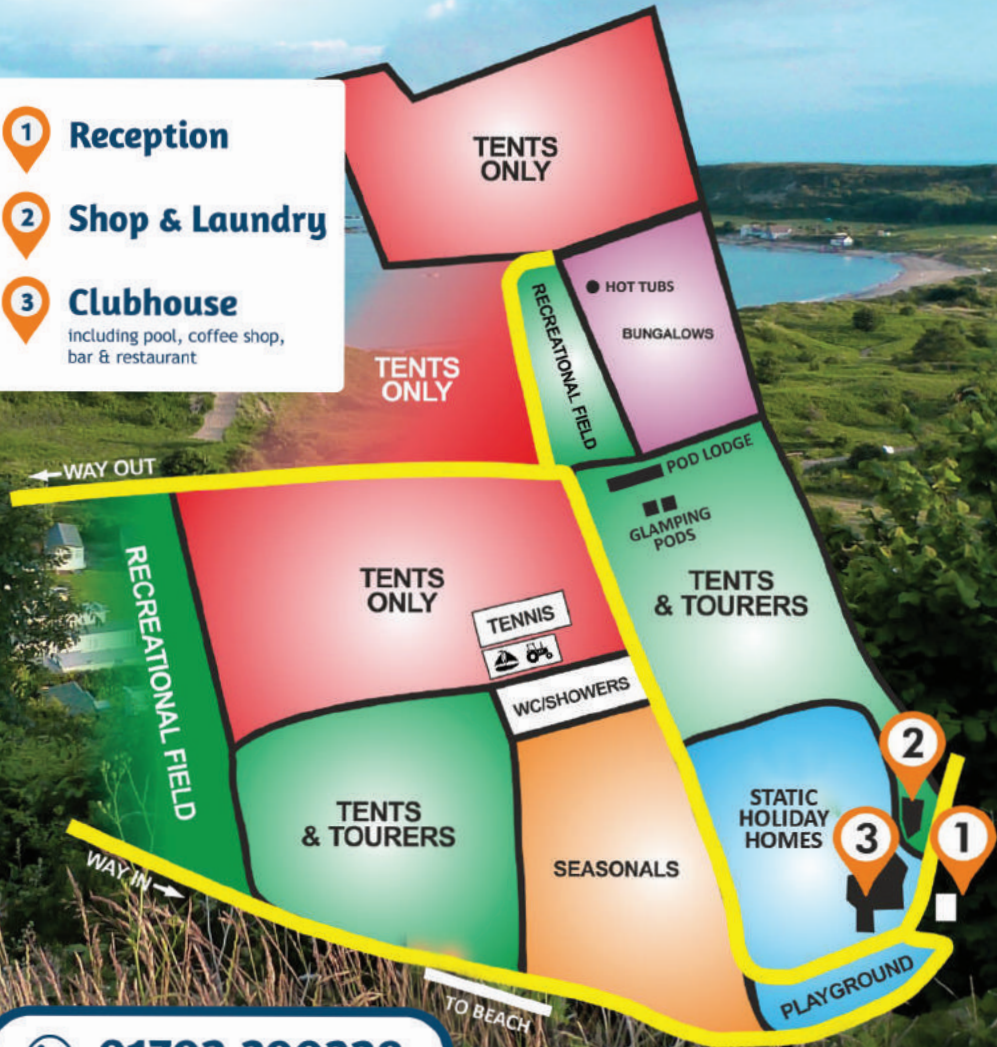 1 Reception
2 Shop & Laundry
3 Clubhouse
including pool, coffee shop,
bar & restaurant
TENTS
ONLY
HOT TUBS
BUNGALOWS
RECREATIONAL FIELD
TENTS
ONLY
WAY OUT
POD LODGE
GLAMPING
PODS
RECREATIONAL FIELD
TENTS
ONLY
TENNIS
TENTS
& TOURERS
WC/SHOWERS
2
STATIC
HOLIDAY
HOMES
3
1
TENTS
& TOURERS
SEASONALS
WAY IN
PLAYGROUND
TO BEACH